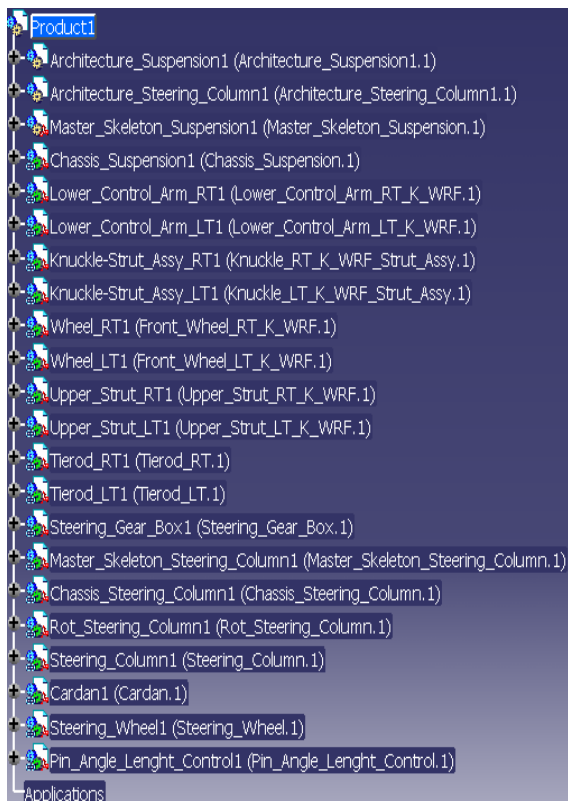 Product1
Architecture_Suspension1 (Architecture_Suspension1.1)
Architecture_Steering_Column1 (Architecture_Steering_Column1.1)
Master_Skeleton_Suspension1 (Master_Skeleton_Suspension.1)
Chassis_Suspension1 (Chassis_Suspension.1)
Lower_Control_Arm_RT1 (Lower_Control_Arm_RT_K_WRF.1)
Lower_Control_Arm_LT1 (Lower_Control_Arm_LT_K_WRF.1)
Knuckle-Strut_Assy_RT1 (Knuckle_RT_K_WRF_Strut_Assy.1)
Knuckle-Strut_Assy_LT1 (Knuckle_LT_K_WRF_Strut_Assy.1)
Wheel_RT1 (Front_Wheel_RT_K_WRF.1)
Wheel_LT1 (Front_Wheel_LT_K_WRF.1)
Upper_Strut_RT1 (Upper_Strut_RT_K_WRF.1)
Upper_Strut_LT1 (Upper_Strut_LT_K_WRF.1)
Tierod_RT1 (Tierod_RT.1)
Tierod_LT1 (Tierod_LT.1)
Steering_Gear_Box1 (Steering_Gear_Box.1)
Master_Skeleton_Steering_Column1 (Master_Skeleton_Steering_Column.1)
Chassis_Steering_Column1 (Chassis_Steering_Column.1)
Rot_Steering_Column1 (Rot_Steering_Column.1)
Steering_Column1 (Steering_Column.1)
Cardan1 (Cardan.1)
Steering_Wheel1 (Steering_Wheel.1)
Pin_Angle_Lenght_Control1 (Pin_Angle_Lenght_Control.1)
Applications